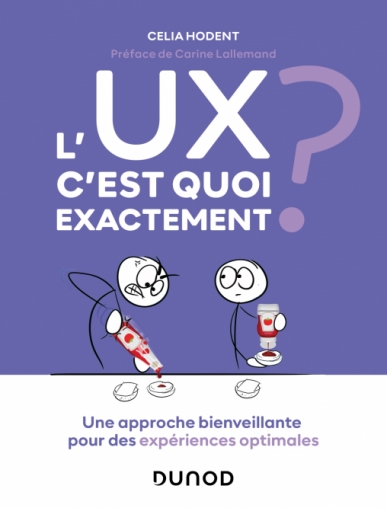 CELIA HODENT
Préface de Carine Lallemand
L'UX
C'EST QUOI
EXACTEMENT ?
Une approche bienveillante
pour des expériences optimales
DUNOD